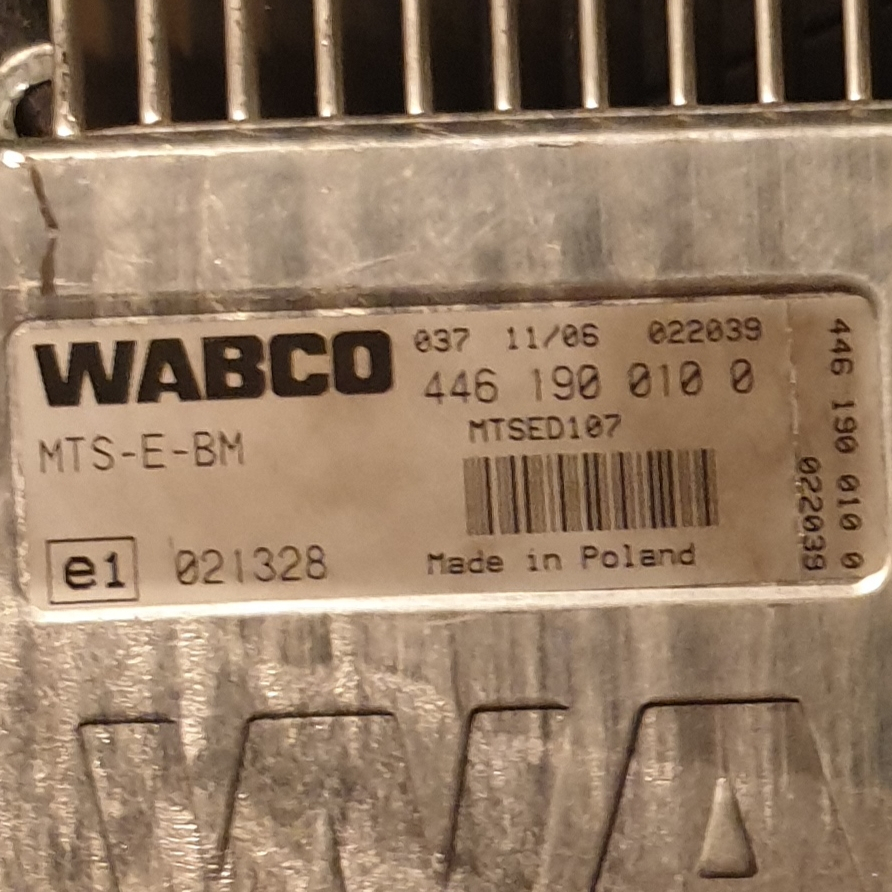 WABCO
037 11/06 022039
446 190 010 0
MTS-E-BM
MTSED107
e1 021328
Made in Poland
446 190 010 0
022039
WA